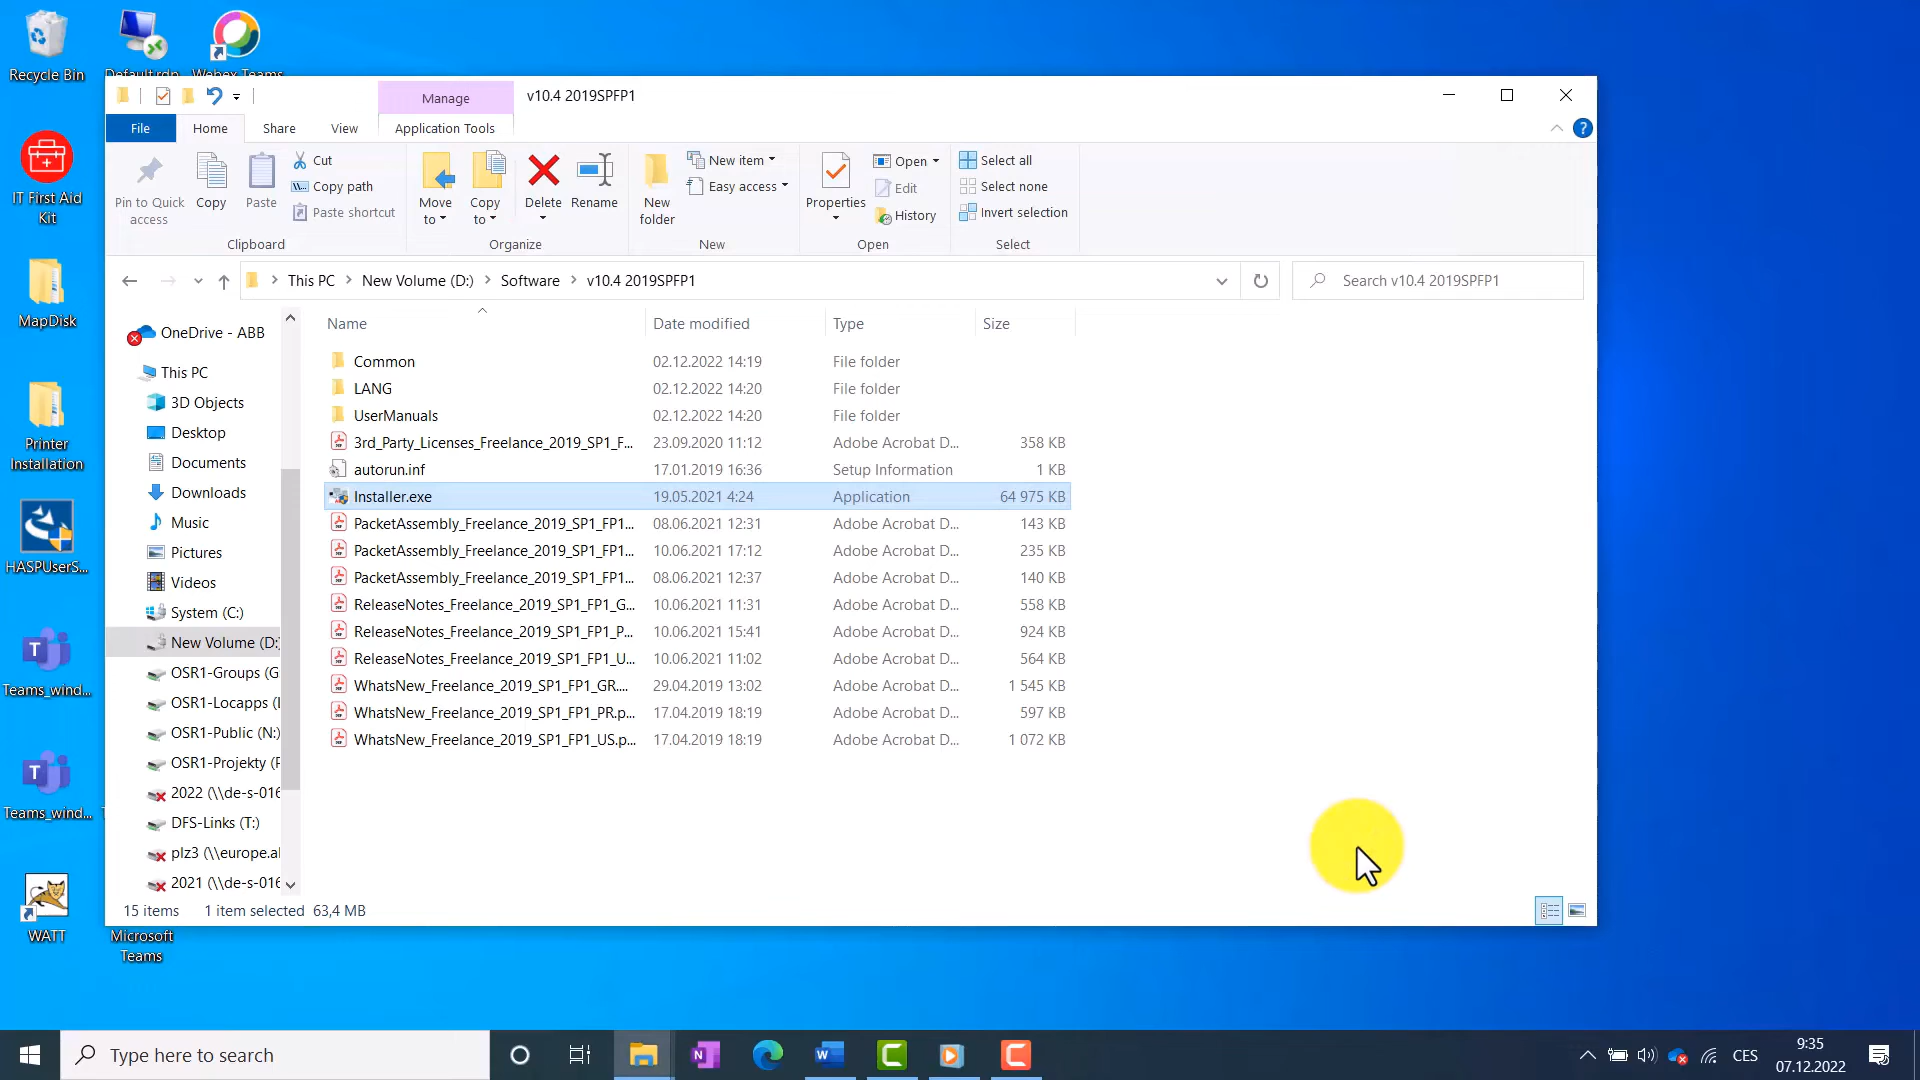 Recycle Bin
IT First Aid
Kit
MapDisk
Printer
Installation
HASPUserS...
Teams_wind...
Teams_wind...
WATT
Default.rdp
Webex Teams
Microsoft
Teams
Manage
v10.4 2019SPFP1
File
Home
Share
View
Application Tools
Pin to Quick
access
Copy
Paste
Cut
Copy path
Paste shortcut
Clipboard
Move
to
Copy
to
Delete
Rename
Organize
New
folder
New item
Easy access
New
Properties
Open
Edit
History
Open
Select all
Select none
Invert selection
Select
This PC
New Volume (D:)
Software
v10.4 2019SPFP1
Search v10.4 2019SPFP1
OneDrive - ABB
This PC
3D Objects
Desktop
Documents
Downloads
Music
Pictures
Videos
System (C:)
New Volume (D:
OSR1-Groups (G
OSR1-Locapps (
OSR1-Public (N:)
OSR1-Projekty (P
2022 (\\de-s-016
DFS-Links (T:)
plz3 (\\europe.a
2021 (\\de-s-016
Name Date modified Type Size
Common 02.12.2022 14:19 File folder
LANG 02.12.2022 14:20 File folder
UserManuals 02.12.2022 14:20 File folder
3rd_Party_Licenses_Freelance_2019_SP1_F... 23.09.2020 11:12 Adobe Acrobat D... 358 KB
autorun.inf 17.01.2019 16:36 Setup Information 1 KB
Installer.exe 19.05.2021 4:24 Application 64 975 KB
PacketAssembly_Freelance_2019_SP1_FP1... 08.06.2021 12:31 Adobe Acrobat D... 143 KB
PacketAssembly_Freelance_2019_SP1_FP1... 10.06.2021 17:12 Adobe Acrobat D... 235 KB
PacketAssembly_Freelance_2019_SP1_FP1... 08.06.2021 12:37 Adobe Acrobat D... 140 KB
ReleaseNotes_Freelance_2019_SP1_FP1_G... 10.06.2021 11:31 Adobe Acrobat D... 558 KB
ReleaseNotes_Freelance_2019_SP1_FP1_P... 10.06.2021 15:41 Adobe Acrobat D... 924 KB
ReleaseNotes_Freelance_2019_SP1_FP1_U... 10.06.2021 11:02 Adobe Acrobat D... 564 KB
WhatsNew_Freelance_2019_SP1_FP1_GR.... 29.04.2019 13:02 Adobe Acrobat D... 1 545 KB
WhatsNew_Freelance_2019_SP1_FP1_PR.p... 17.04.2019 18:19 Adobe Acrobat D... 597 KB
WhatsNew_Freelance_2019_SP1_FP1_US.p... 17.04.2019 18:19 Adobe Acrobat D... 1 072 KB
15 items 1 item selected 63,4 MB
Type here to search
CES
9:35
07.12.2022